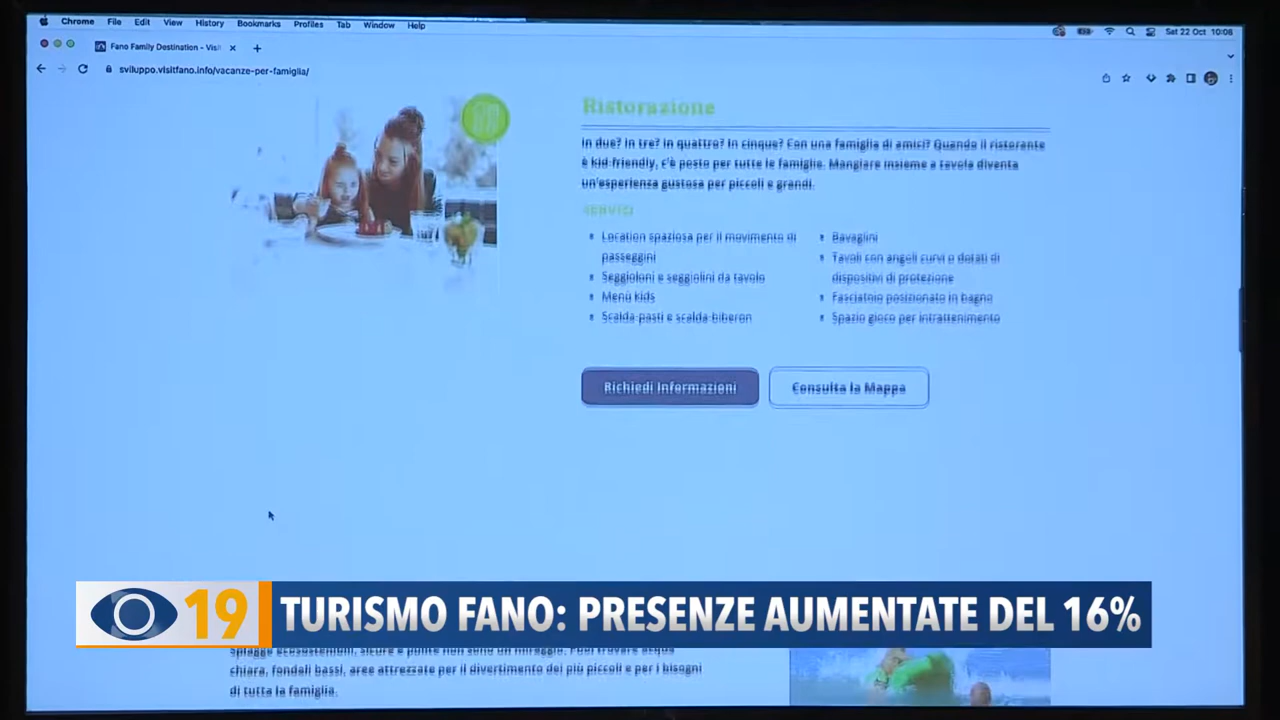 Chrome File Edit View History Bookmarks Profiles Tab Window Help
Sat 22 Oct 10:06
Fano Family Destination - Visit
sviluppo.visitfano.info/vacanze-per-famiglia/
Ristorazione
In due? In tre? In quattro? In cinque? Con una famiglia di amici? Quando il ristorante
è kid-friendly, c'è posto per tutte le famiglie. Mangiare insieme a tavola diventa
un'esperienza gustosa per piccoli e grandi.
SERVIZI
Location spaziosa per il movimento di
passeggini
Seggioloni e seggiolini da tavolo
Menù kids
Scalda-pasti e scalda-biberon
Bavaglini
Tavoli con angoli curvi o dotati di
dispositivi di protezione
Fasciatoio posizionato in bagno
Spazio gioco per intrattenimento
Richiedi Informazioni
Consulta la Mappa
19
TURISMO FANO: PRESENZE AUMENTATE DEL 16%
Spiagge ecosostenibili, sicure e pulite non sono un miraggio. Puoi trovare acqua
chiara, fondali bassi, aree attrezzate per il divertimento dei più piccoli e per i bisogni
di tutta la famiglia.